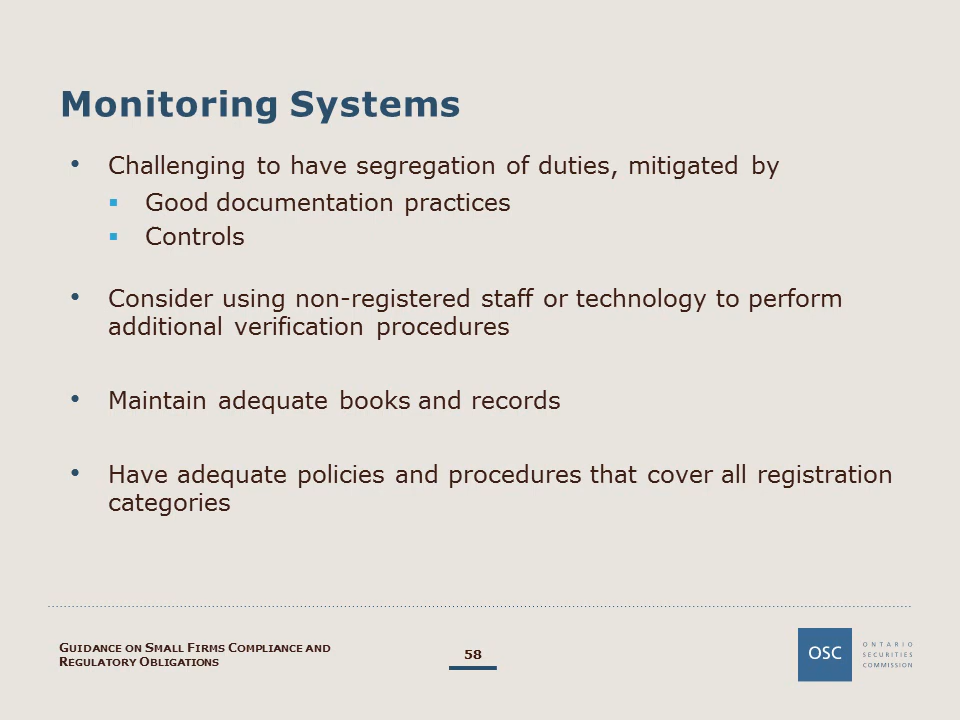 Monitoring Systems
• Challenging to have segregation of duties, mitigated by
▪ Good documentation practices
▪ Controls
• Consider using non-registered staff or technology to perform
additional verification procedures
• Maintain adequate books and records
• Have adequate policies and procedures that cover all registration
categories
GUIDANCE ON SMALL FIRMS COMPLIANCE AND
REGULATORY OBLIGATIONS
58
OSC
ONTARIO
SECURITIES
COMMISSION